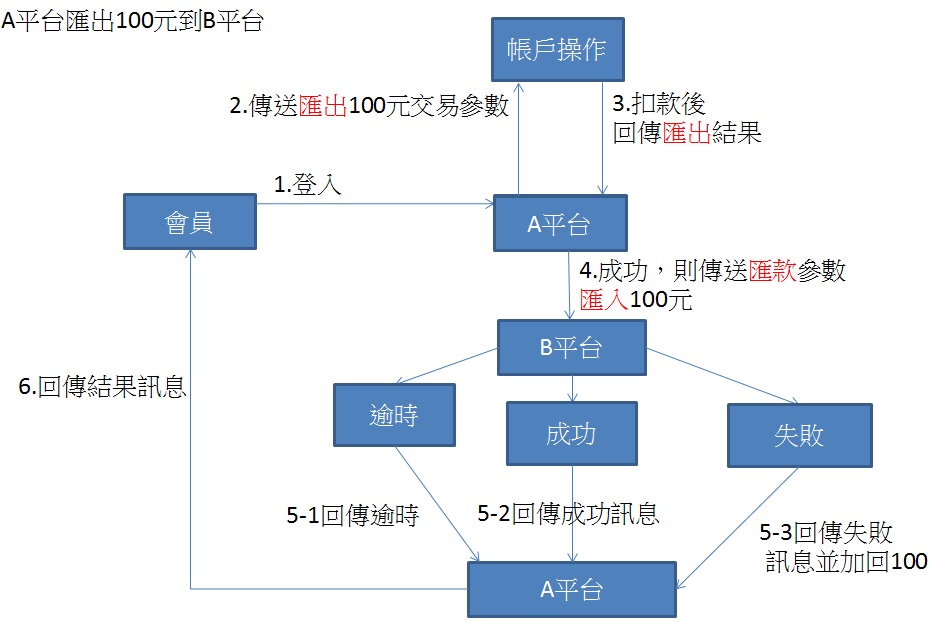 A平台匯出100元到B平台
帳戶操作
2.傳送匯出100元交易參數
3.扣款後
回傳匯出結果
1.登入
會員
A平台
4.成功，則傳送匯款參數
匯入100元
B平台
6.回傳結果訊息
逾時
成功
失敗
5-1回傳逾時
5-2回傳成功訊息
5-3回傳失敗
訊息並加回100
A平台